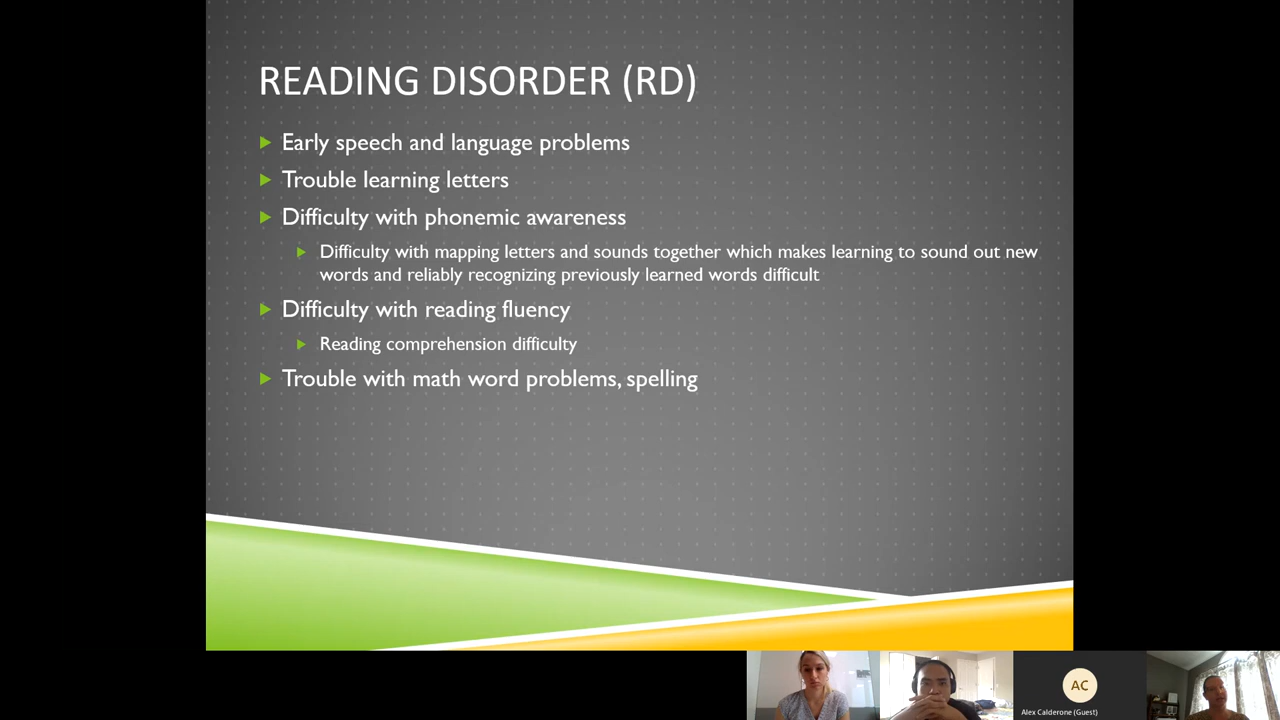 READING DISORDER (RD)
Early speech and language problems
Trouble learning letters
Difficulty with phonemic awareness
Difficulty with mapping letters and sounds together which makes learning to sound out new
words and reliably recognizing previously learned words difficult
Difficulty with reading fluency
Reading comprehension difficulty
Trouble with math word problems, spelling
AC
Alex Calderone (Guest)